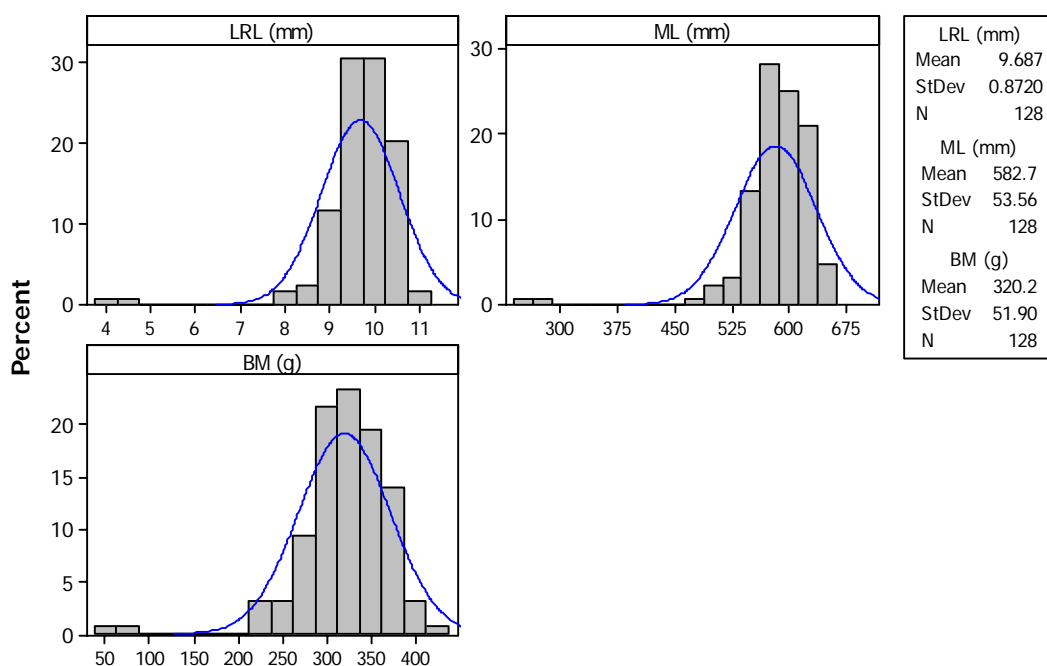 LRL (mm)
30
20
10
0
4 5 6 7 8 9 10 11
ML (mm)
30
20
10
0
300 375 450 525 600 675
LRL (mm)
Mean 9.687
StDev 0.8720
N 128
ML (mm)
Mean 582.7
StDev 53.56
N 128
BM (g)
Mean 320.2
StDev 51.90
N 128
Percent
BM (g)
20
15
10
5
0
50 100 150 200 250 300 350 400